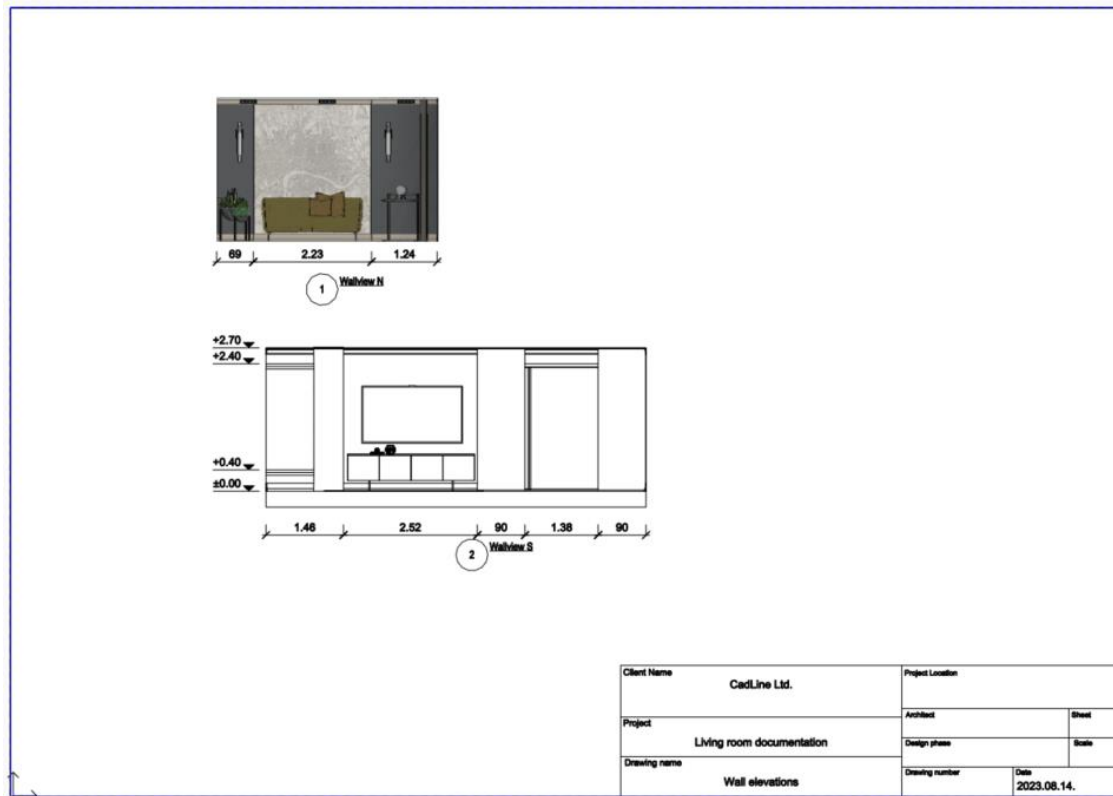 69 2.23 1.24
1 Wallview N
+2.70
+2.40
+0.40
±0.00
1.46 2.52 90 1.38 90
2 Wallview S
Client Name
CadLine Ltd.
Project Location
Architect Sheet
Project
Living room documentation
Design phase Scale
Drawing name
Wall elevations
Drawing number
Date
2023.08.14.